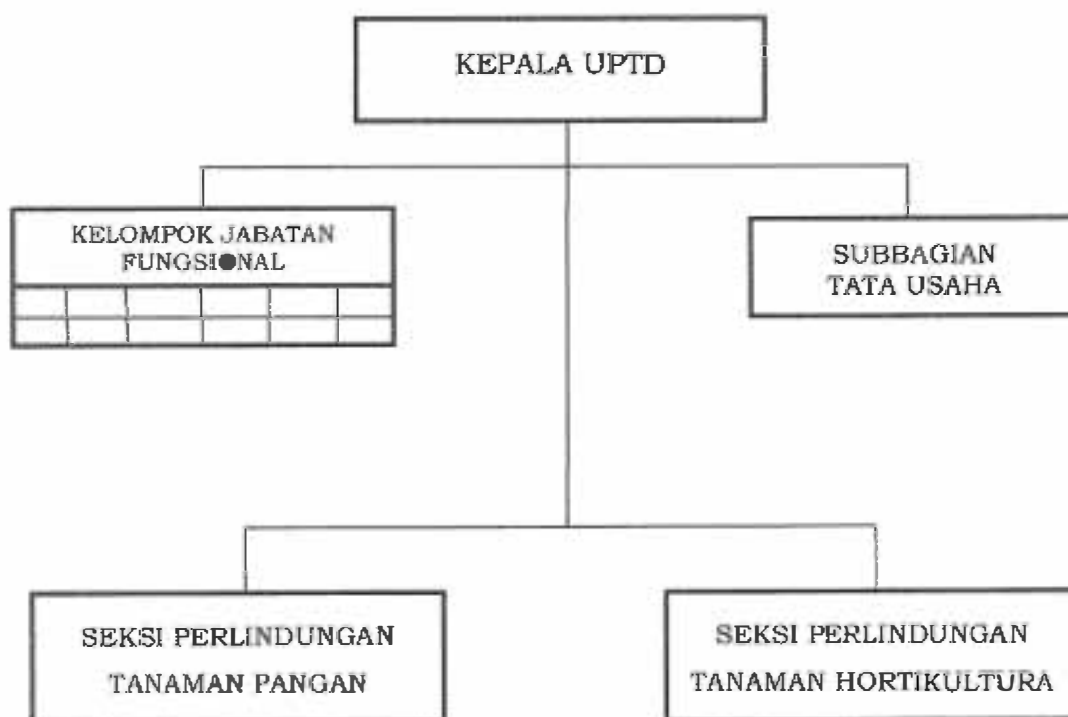 KEPALA UPTD
KELOMPOK JABATAN
FUNGSIONAL
SUBBAGIAN
TATA USAHA
SEKSI PERLINDUNGAN
TANAMAN PANGAN
SEKSI PERLINDUNGAN
TANAMAN HORTIKULTURA